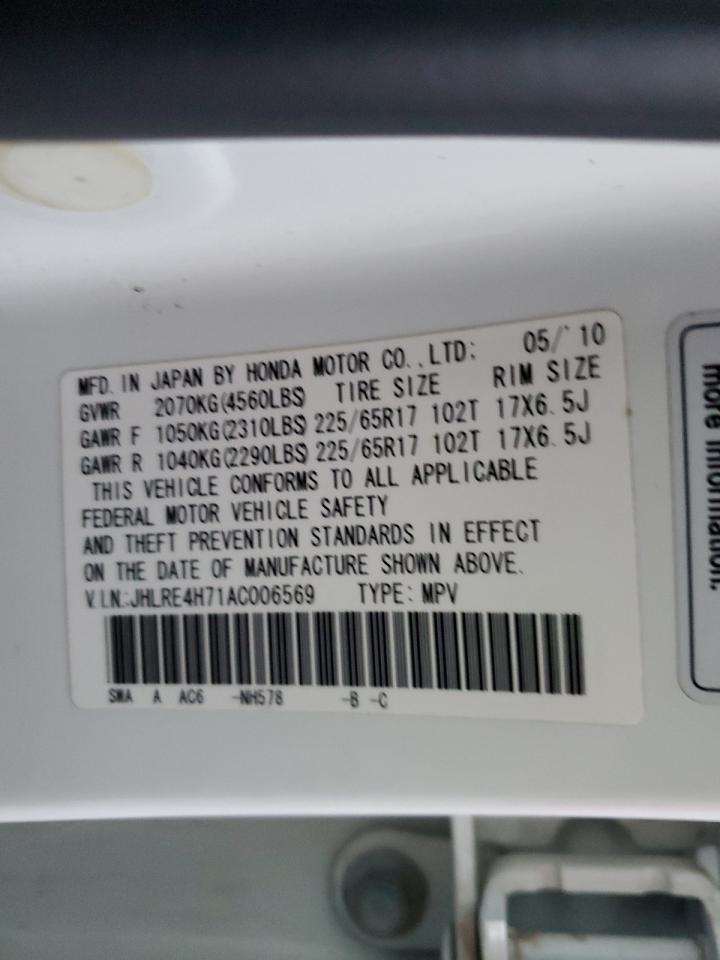 MFD. IN JAPAN BY HONDA MOTOR CO., LTD: 05/'10
GVWR 2070KG(4560LBS) TIRE SIZE RIM SIZE
GAWR F 1050KG(2310LBS) 225/65R17 102T 17X6.5J
GAWR R 1040KG(2290LBS) 225/65R17 102T 17X6.5J
THIS VEHICLE CONFORMS TO ALL APPLICABLE
FEDERAL MOTOR VEHICLE SAFETY
AND THEFT PREVENTION STANDARDS IN EFFECT
ON THE DATE OF MANUFACTURE SHOWN ABOVE.
V.I.N.:JHLRE4H71AC006569 TYPE: MPV
SWA A AC6 -NH578 -B -C
more information.